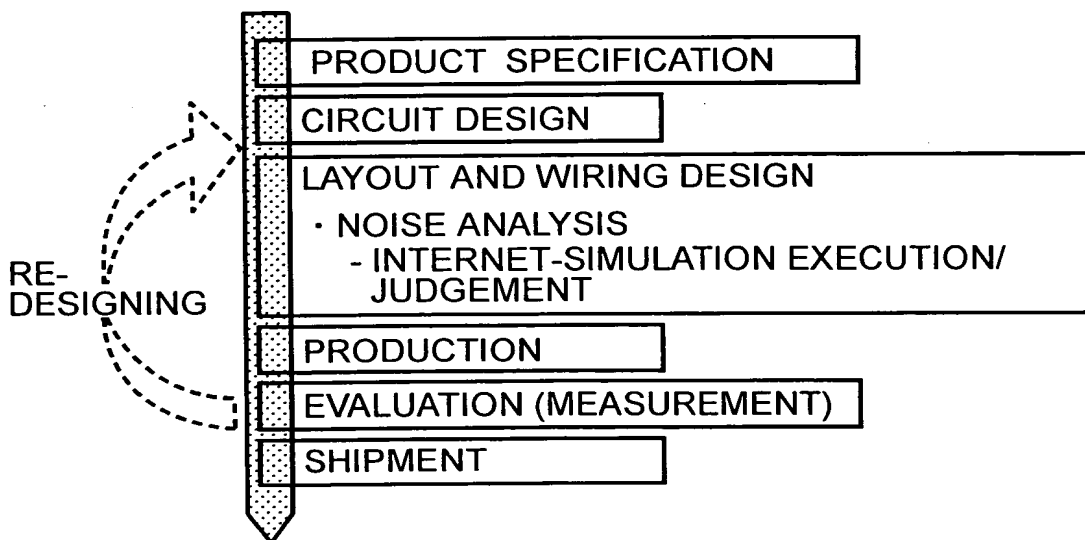 PRODUCT SPECIFICATION
CIRCUIT DESIGN
LAYOUT AND WIRING DESIGN
· NOISE ANALYSIS
- INTERNET-SIMULATION EXECUTION/
JUDGEMENT
RE-
DESIGNING
PRODUCTION
EVALUATION (MEASUREMENT)
SHIPMENT